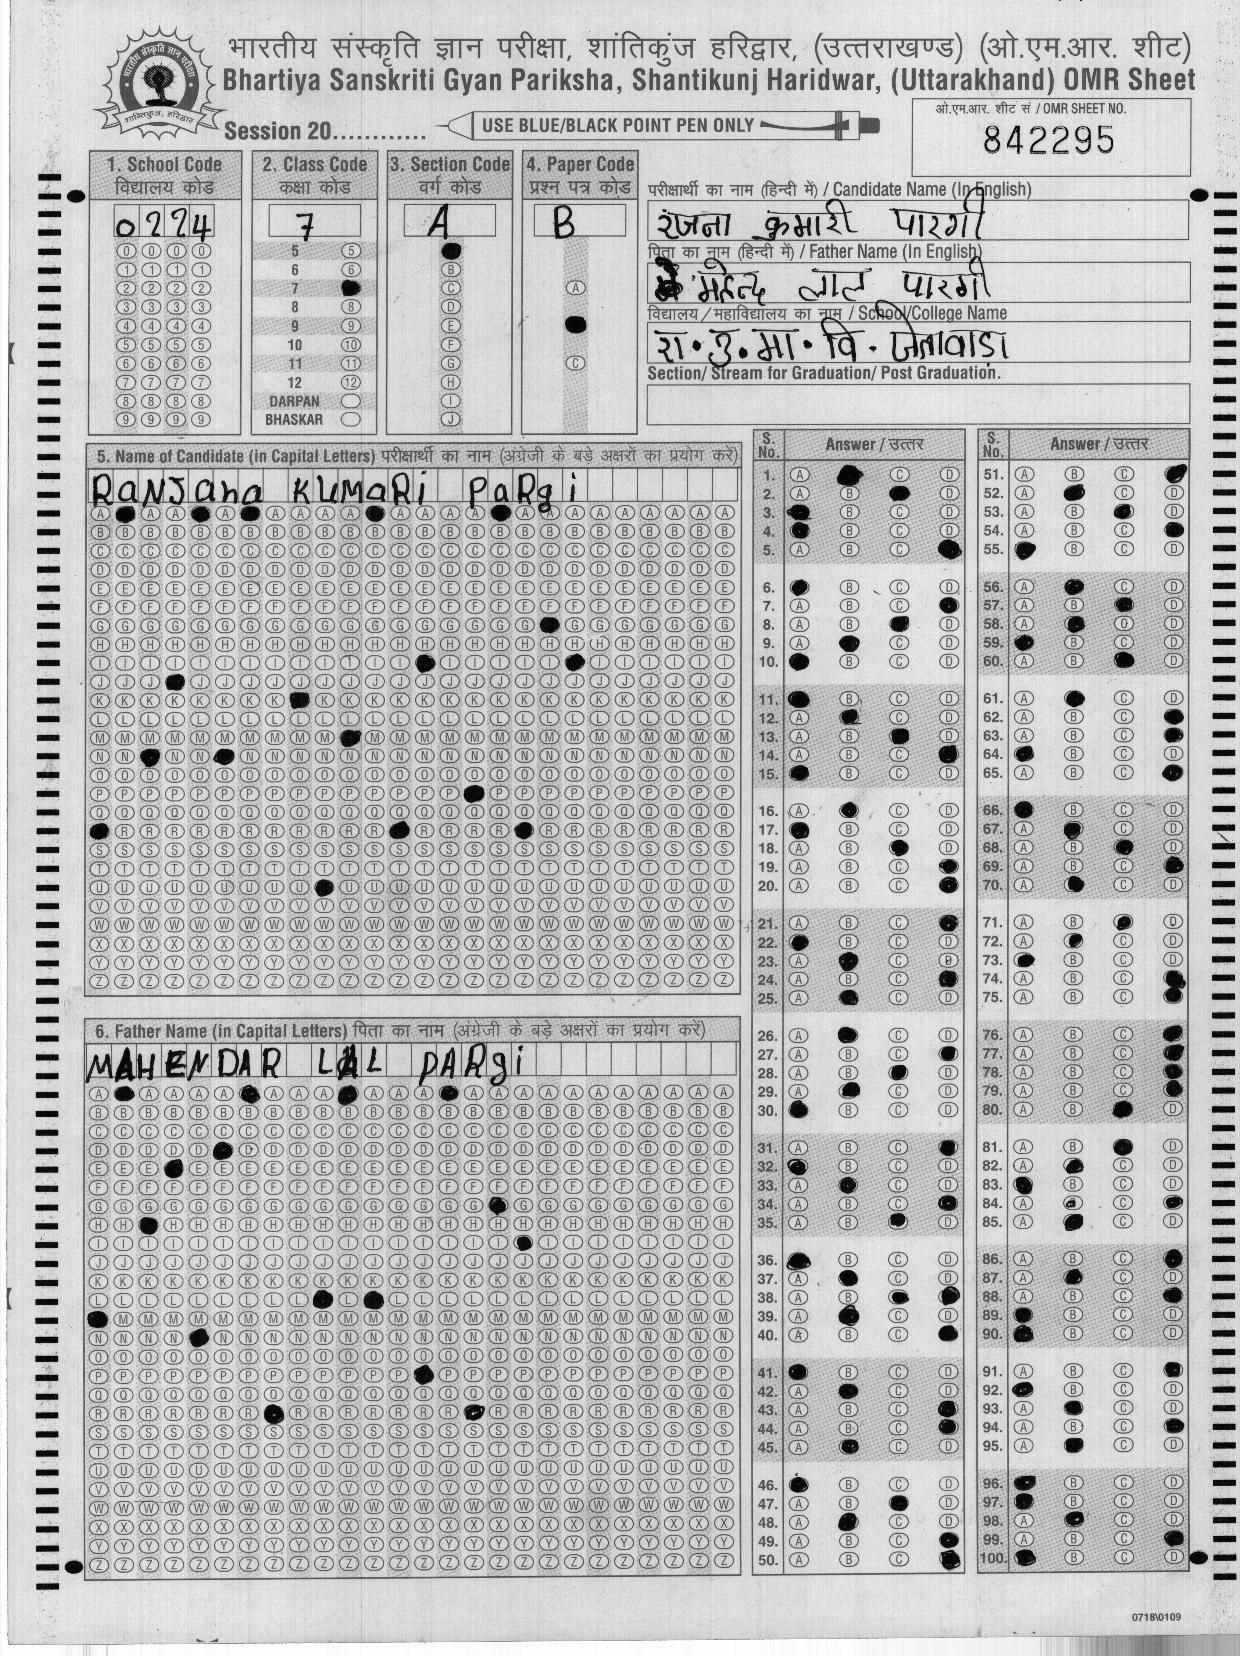 भारतीय संस्कृति ज्ञान परीक्षा, शांतिकुंज हरिद्वार, (उत्तराखण्ड) (ओ.एम.आर. शीट)
Bhartiya Sanskriti Gyan Pariksha, Shantikunj Haridwar, (Uttarakhand) OMR Sheet
ओ.एम.आर. शीट सं / OMR SHEET NO.
842295
Session 20............
USE BLUE/BLACK POINT PEN ONLY
1. School Code
विद्यालय कोड
0224
2. Class Code
कक्षा कोड
7
5
6
7
8
9
10
11
12
DARPAN
BHASKAR
3. Section Code
वर्ग कोड
A
4. Paper Code
प्रश्न पत्र कोड
B
परीक्षार्थी का नाम (हिन्दी में) / Candidate Name (In English)
रंजना कुमारी पारगी
पिता का नाम (हिन्दी में) / Father Name (In English)
महेन्द्र लाल पारगी
विद्यालय/महाविद्यालय का नाम / School/College Name
रा.उ.मा.वि. जेतावाडा
Section/ Stream for Graduation/ Post Graduation.
5. Name of Candidate (in Capital Letters) परीक्षार्थी का नाम (अंग्रेजी के बड़े अक्षरों का प्रयोग करें)
RaNJana KUMaRi PaRgi
6. Father Name (in Capital Letters) पिता का नाम (अंग्रेजी के बड़े अक्षरों का प्रयोग करें)
MAHENDAR LAL PARgi
S. No. Answer / उत्तर
S. No. Answer / उत्तर
0718\0109